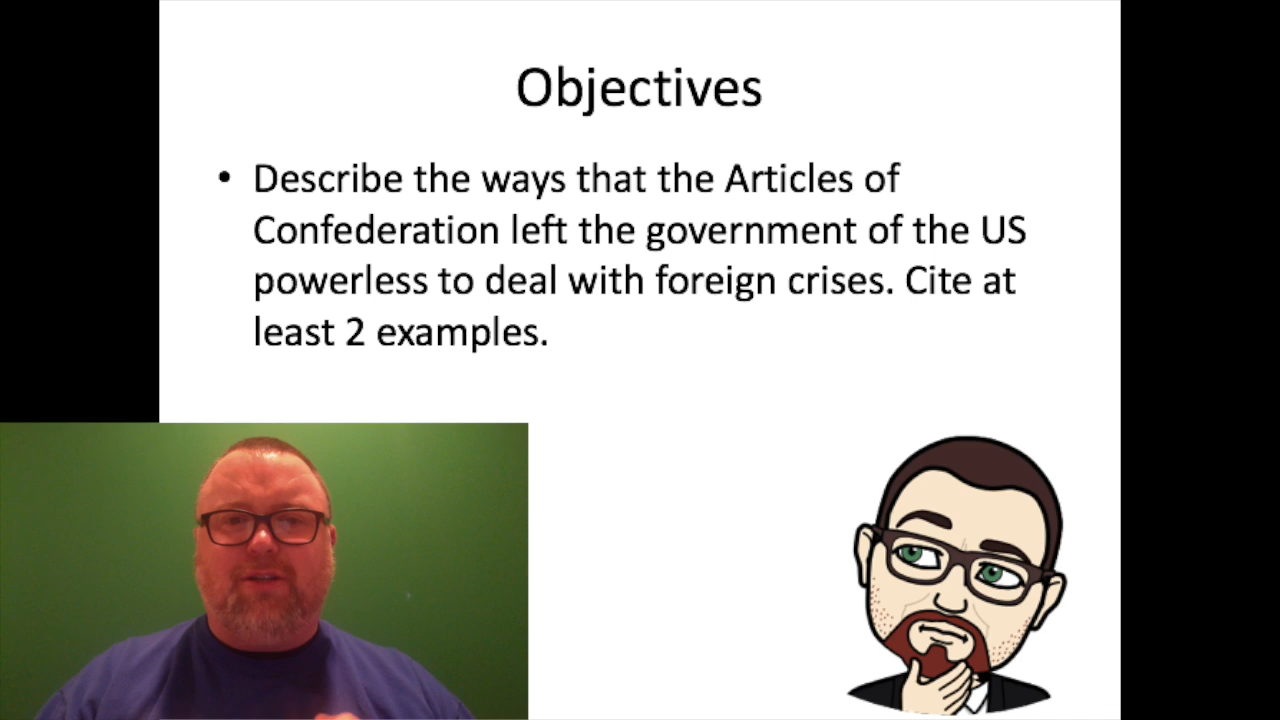 Objectives
• Describe the ways that the Articles of
Confederation left the government of the US
powerless to deal with foreign crises. Cite at
least 2 examples.